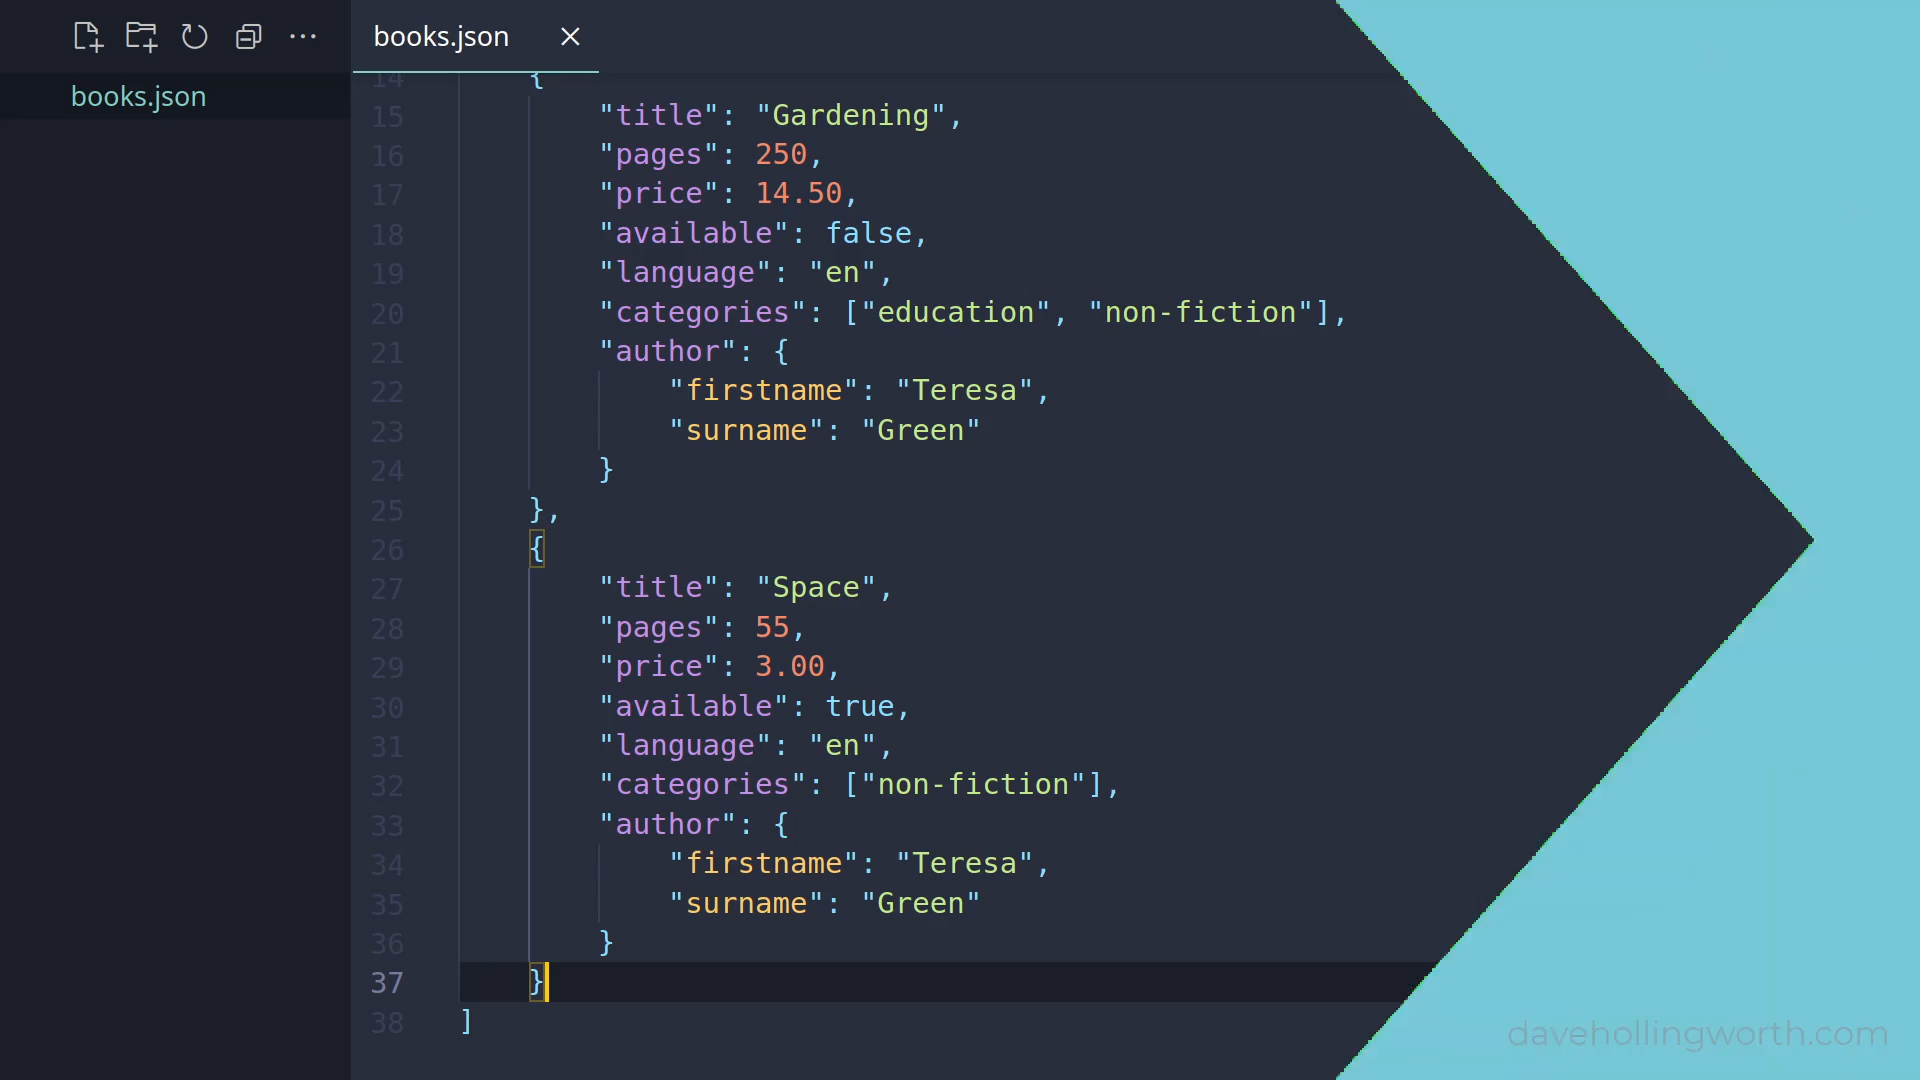 books.json
books.json
14 {
15 "title": "Gardening",
16 "pages": 250,
17 "price": 14.50,
18 "available": false,
19 "language": "en",
20 "categories": ["education", "non-fiction"],
21 "author": {
22 "firstname": "Teresa",
23 "surname": "Green"
24 }
25 },
26 {
27 "title": "Space",
28 "pages": 55,
29 "price": 3.00,
30 "available": true,
31 "language": "en",
32 "categories": ["non-fiction"],
33 "author": {
34 "firstname": "Teresa",
35 "surname": "Green"
36 }
37 }
38 ]
davehollingworth.com